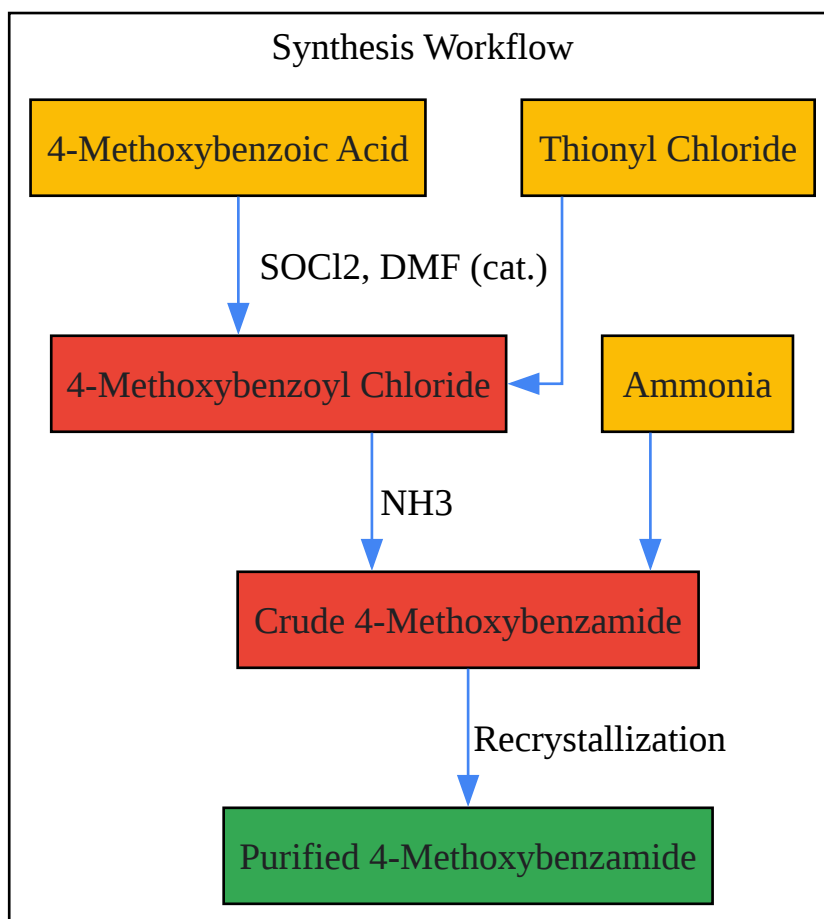 Synthesis Workflow
4-Methoxybenzoic Acid
Thionyl Chloride
SOCl2, DMF (cat.)
4-Methoxybenzoyl Chloride
Ammonia
NH3
Crude 4-Methoxybenzamide
Recrystallization
Purified 4-Methoxybenzamide